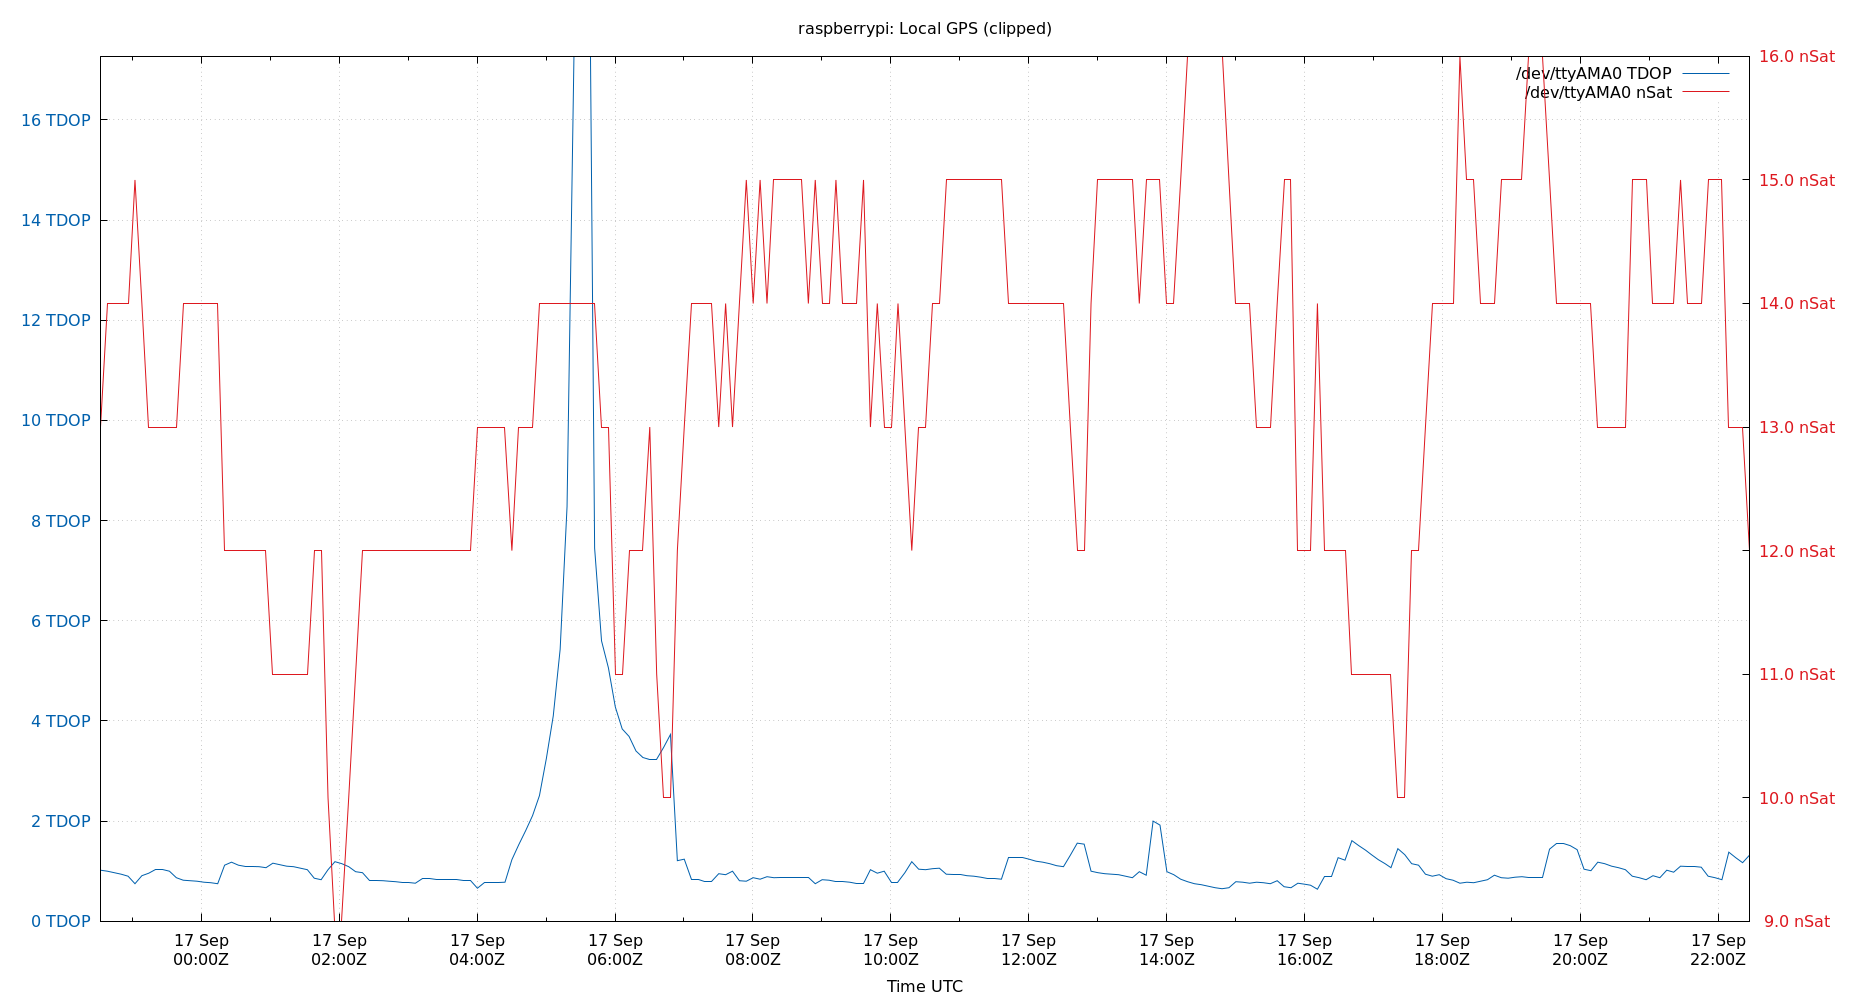 raspberrypi: Local GPS (clipped)
/dev/ttyAMA0 TDOP
/dev/ttyAMA0 nSat
16 TDOP
14 TDOP
12 TDOP
10 TDOP
8 TDOP
6 TDOP
4 TDOP
2 TDOP
0 TDOP
16.0 nSat
15.0 nSat
14.0 nSat
13.0 nSat
12.0 nSat
11.0 nSat
10.0 nSat
9.0 nSat
17 Sep
00:00Z
17 Sep
02:00Z
17 Sep
04:00Z
17 Sep
06:00Z
17 Sep
08:00Z
17 Sep
10:00Z
17 Sep
12:00Z
17 Sep
14:00Z
17 Sep
16:00Z
17 Sep
18:00Z
17 Sep
20:00Z
17 Sep
22:00Z
Time UTC